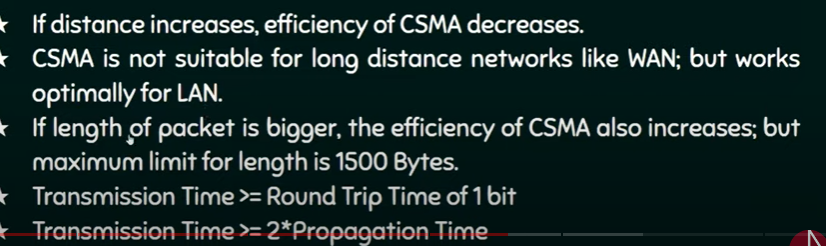 ★ If distance increases, efficiency of CSMA decreases.
★ CSMA is not suitable for long distance networks like WAN; but works
optimally for LAN.
★ If length of packet is bigger, the efficiency of CSMA also increases; but
maximum limit for length is 1500 Bytes.
★ Transmission Time >= Round Trip Time of 1 bit
★ Transmission Time >= 2*Propagation Time
N